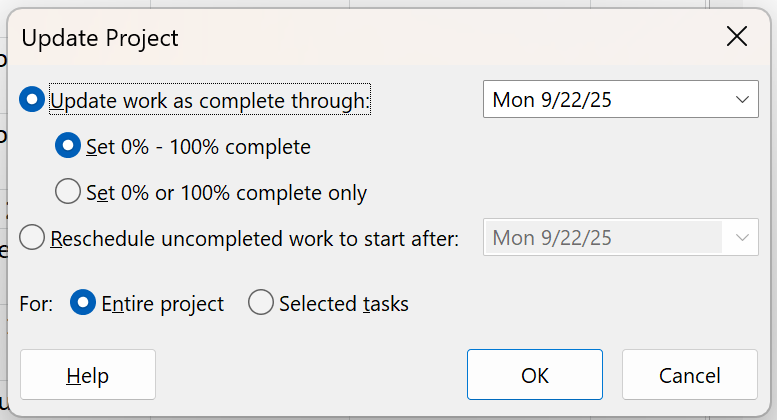 Update Project
Update work as complete through: Mon 9/22/25
Set 0% - 100% complete
Set 0% or 100% complete only
Reschedule uncompleted work to start after: Mon 9/22/25
For: Entire project Selected tasks
Help OK Cancel